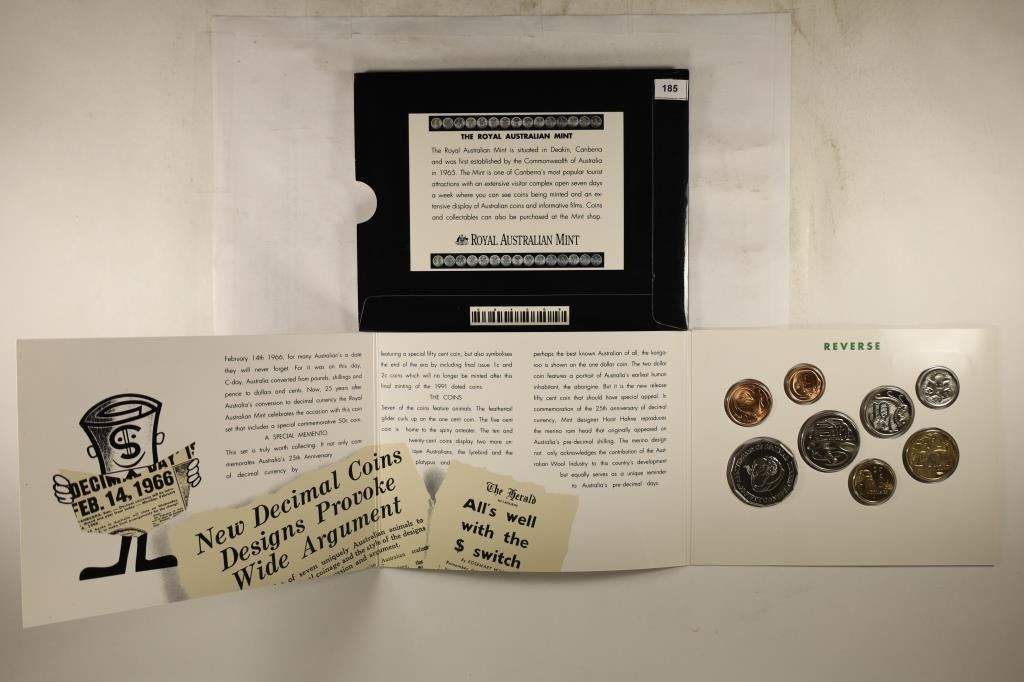 185
THE ROYAL AUSTRALIAN MINT
The Royal Australian Mint is situated in Deakin, Canberra
and was first established by the Commonwealth of Australia
in 1965. The Mint is one of Canberra's most popular tourist
attractions with an extensive visitor complex open seven days
a week where you can see coins being minted and an ex-
tensive display of Australian coins and informative films. Coins
and collectables can also be purchased at the Mint shop.
ROYAL AUSTRALIAN MINT
February 14th 1966, for many Australian's a date
they will never forget. For it was on this day,
C-day, Australia converted from pounds, shillings and
pence to dollars and cents. Now, 25 years after
Australia's conversion to decimal currency the Royal
Australian Mint celebrates the occasion with this coin
set that includes a special commemorative 50c. coin.
A SPECIAL MEMENTO
This set is truly worth collecting. It not only com
memorates Australia's 25th Anniversary
of decimal currency by
$
FEB. 14, 1966
New Decimal Coins
Designs Provoke
Wide Argument
of seven uniquely Australian animals to
coinage and the style of the designs
featuring a special fifty cent coin, but also symbolises
the end of the era by including final issue 1c and
2c coins which will no longer be minted after this
final minting of the 1991 dated coins.
THE COINS
Seven of the coins feature animals. The feathertail
glider curls up on the one cent coin. The five cent
coin is home to the spiny anteater. The ten and
twenty-cent coins display two more un-
ique Australians, the lyrebird and the
platypus and
The Herald
All's well
with the
$ switch
perhaps the best known Australian of all, the kanga-
roo is shown on the one dollar coin. The two dollar
coin features a portrait of Australia's earliest human
inhabitant, the aborigine. But it is the new release
fifty cent coin that should have special appeal. In
commemoration of the 25th anniversary of decimal
currency, Mint designer Horst Hahne reproduces
the merino ram head that originally appeared on
Australia's pre-decimal shilling. The merino design
not only acknowledges the contribution of the Aust-
ralian Wool Industry to this country's development
but equally serves as a unique reminder
to Australia's pre-decimal days.
REVERSE